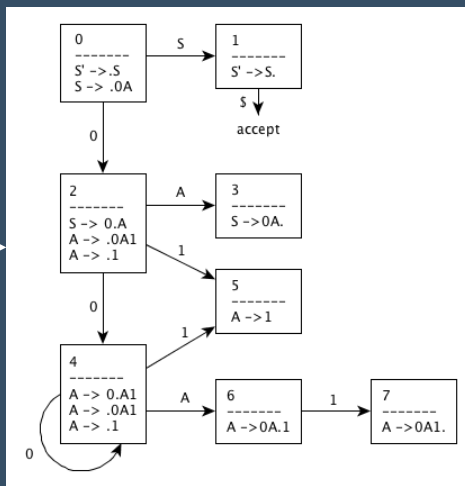 0
-------
S' ->.S
S -> .0A
S
1
-------
S' ->S.
$
accept
0
2
-------
S -> 0.A
A -> .0A1
A -> .1
A
3
-------
S ->0A.
1
5
-------
A ->1
0
1
4
-------
A -> 0.A1
A -> .0A1
A -> .1
0
A
6
-------
A ->0A.1
1
7
-------
A ->0A1.